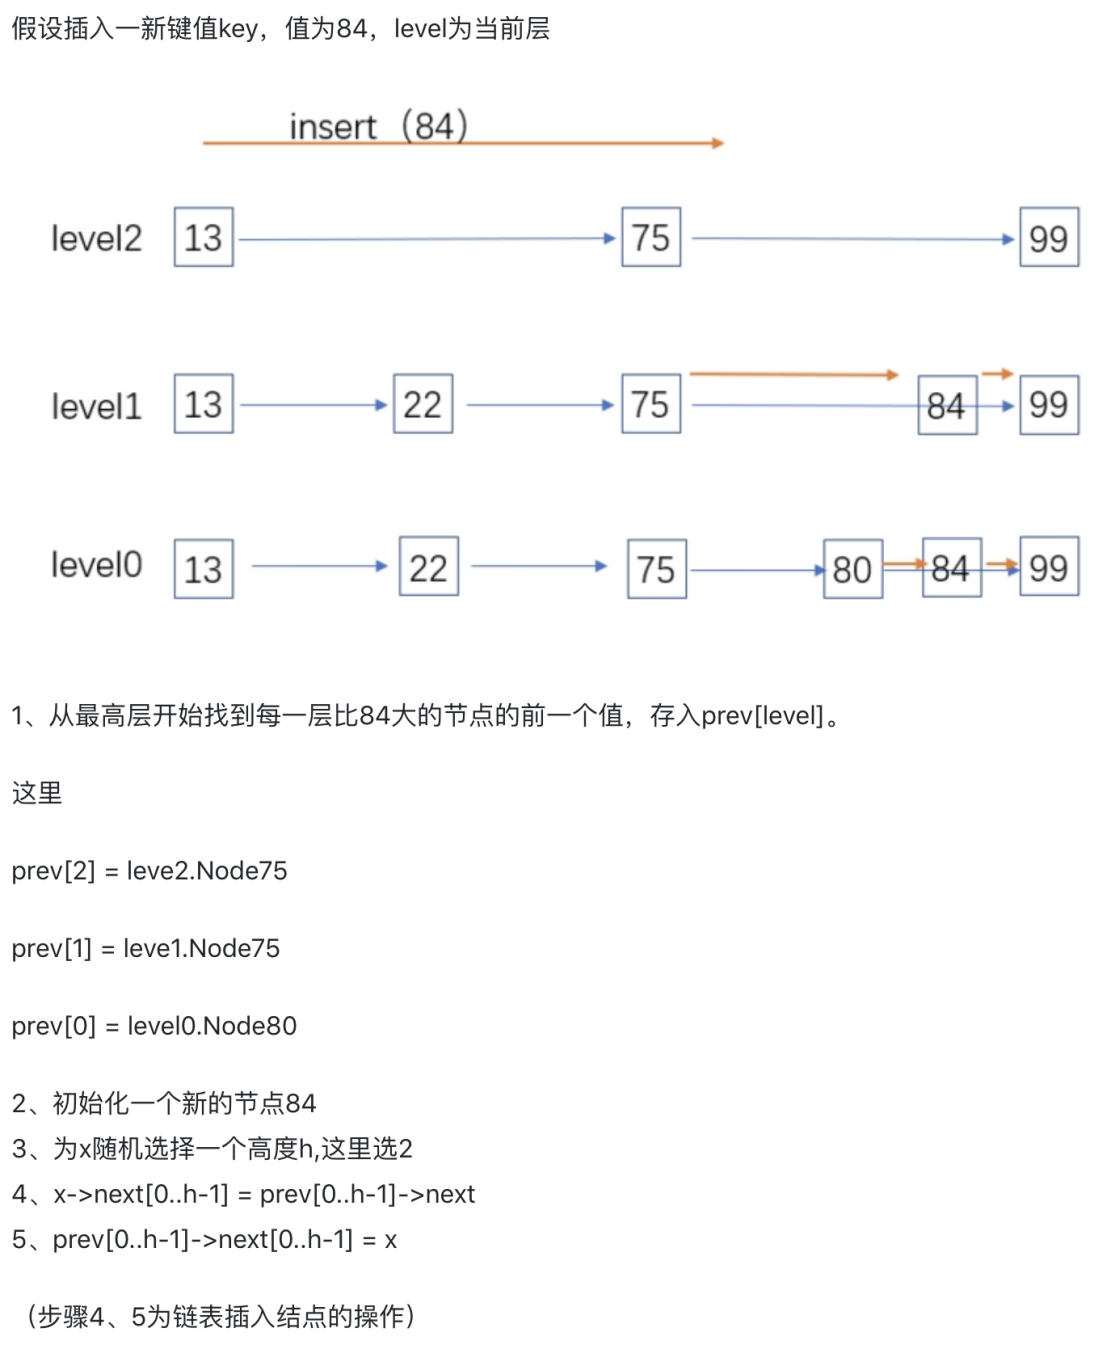 假设插入一新键值key，值为84，level为当前层
insert（84）
level2 13 75 99
level1 13 22 75 84 99
level0 13 22 75 80 84 99
1、从最高层开始找到每一层比84大的节点的前一个值，存入prev[level]。
这里
prev[2] = leve2.Node75
prev[1] = leve1.Node75
prev[0] = level0.Node80
2、初始化一个新的节点84
3、为x随机选择一个高度h,这里选2
4、x->next[0..h-1] = prev[0..h-1]->next
5、prev[0..h-1]->next[0..h-1] = x
（步骤4、5为链表插入结点的操作）